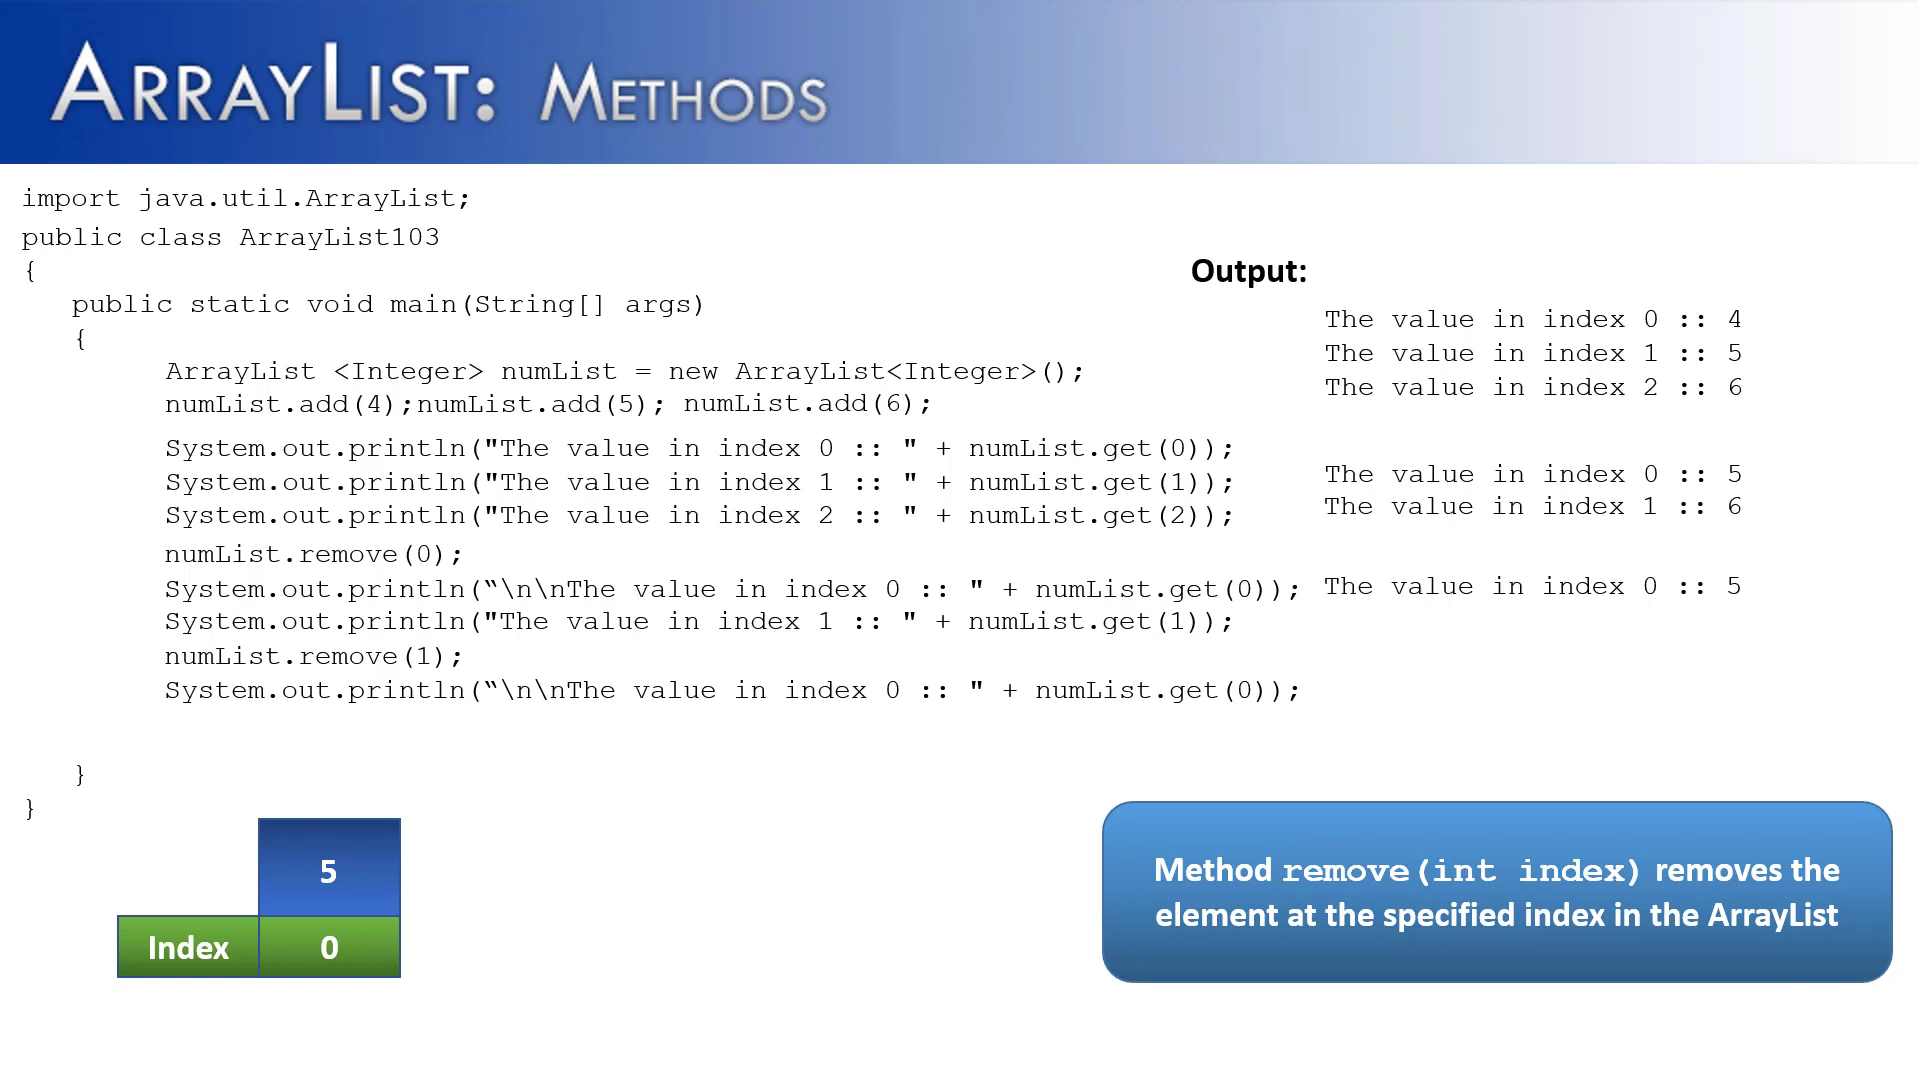 ArrayList: Methods
import java.util.ArrayList;
public class ArrayList103
{
public static void main(String[] args)
{
ArrayList <Integer> numList = new ArrayList<Integer>();
numList.add(4);numList.add(5); numList.add(6);
System.out.println("The value in index 0 :: " + numList.get(0));
System.out.println("The value in index 1 :: " + numList.get(1));
System.out.println("The value in index 2 :: " + numList.get(2));
numList.remove(0);
System.out.println(“\n\nThe value in index 0 :: " + numList.get(0));
System.out.println("The value in index 1 :: " + numList.get(1));
numList.remove(1);
System.out.println(“\n\nThe value in index 0 :: " + numList.get(0));
}
}
Output:
The value in index 0 :: 4
The value in index 1 :: 5
The value in index 2 :: 6
The value in index 0 :: 5
The value in index 1 :: 6
The value in index 0 :: 5
5
Index 0
Method remove(int index) removes the
element at the specified index in the ArrayList